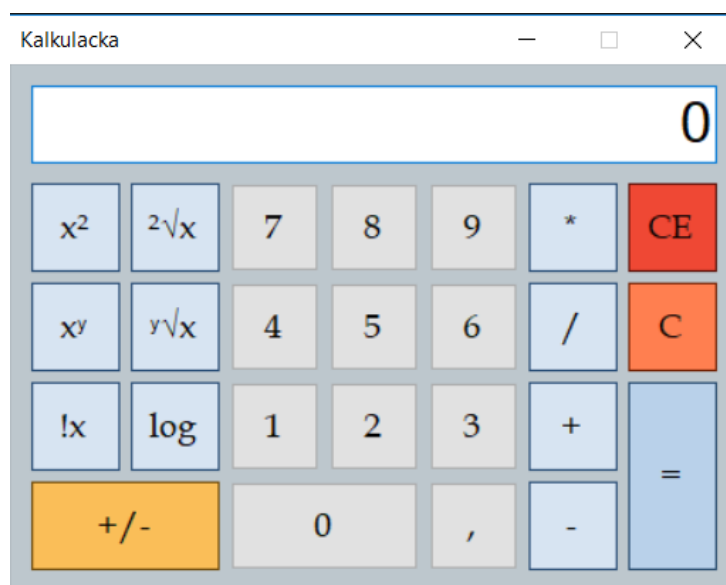 Kalkulacka
0
x² ²√x 7 8 9 * CE
xʸ ʸ√x 4 5 6 / C
!x log 1 2 3 + =
+/- 0 , -